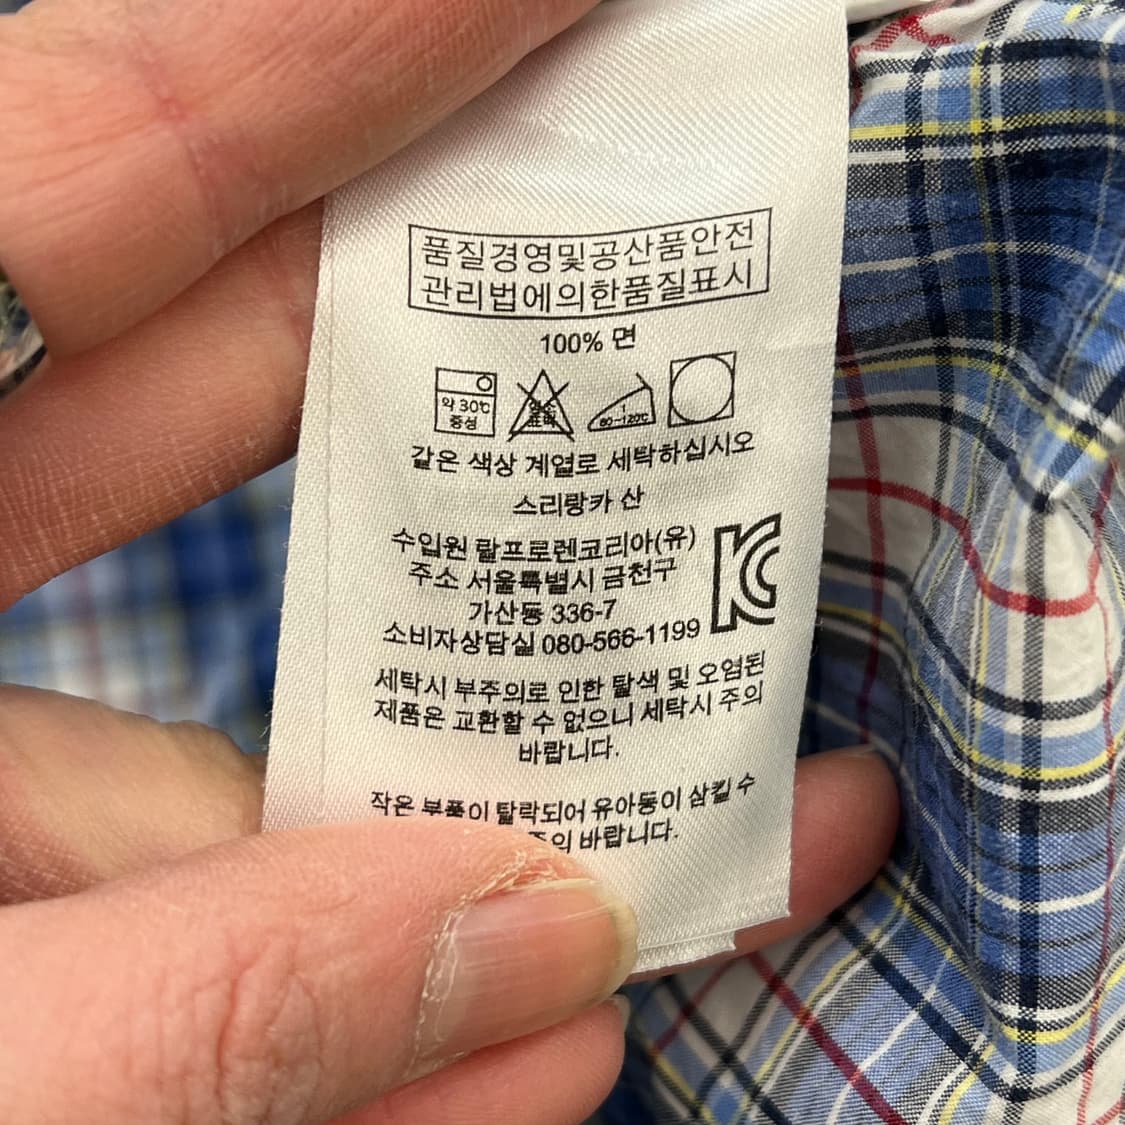 품질경영및공산품안전
관리법에의한품질표시
100% 면
약 30℃
중성
염소
표백
80-120℃
같은 색상 계열로 세탁하십시오
스리랑카 산
수입원 랄프로렌코리아(유)
주소 서울특별시 금천구
가산동 336-7
소비자상담실 080-566-1199
세탁시 부주의로 인한 탈색 및 오염된
제품은 교환할 수 없으니 세탁시 주의
바랍니다.
작은 부품이 탈락되어 유아동이 삼킬 수
주의 바랍니다.